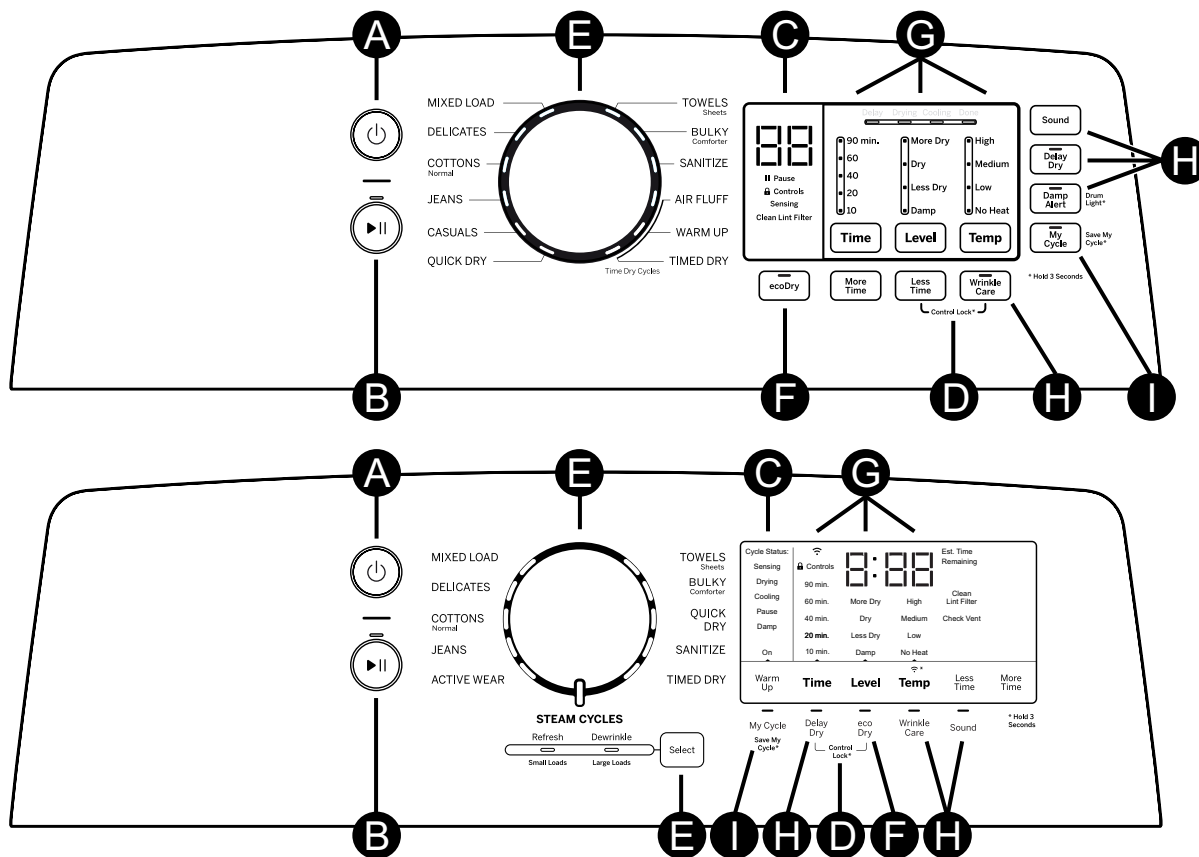 A
E
C
G
MIXED LOAD
DELICATES
COTTONS
Normal
JEANS
CASUALS
QUICK DRY
TOWELS
Sheets
BULKY
Comforter
SANITIZE
AIR FLUFF
WARM UP
TIMED DRY
Time Dry Cycles
Delay Drying Cooling Done
88
Pause
Controls
Sensing
Clean Lint Filter
90 min.
60
40
20
10
More Dry
Dry
Less Dry
Damp
High
Medium
Low
No Heat
Time
Level
Temp
Sound
Delay
Dry
Damp
Alert
Drum
Light*
My
Cycle
Save My
Cycle*
* Hold 3 Seconds
H
ecoDry
More
Time
Less
Time
Wrinkle
Care
Control Lock*
B
F
D
H
I
A
E
C
G
MIXED LOAD
DELICATES
COTTONS
Normal
JEANS
ACTIVE WEAR
TOWELS
Sheets
BULKY
Comforter
QUICK
DRY
SANITIZE
TIMED DRY
STEAM CYCLES
Refresh
Small Loads
Dewrinkle
Large Loads
Select
Cycle Status:
Sensing
Drying
Cooling
Pause
Damp
On
Controls
90 min.
60 min.
40 min.
20 min.
10 min.
8:88
More Dry
Dry
Less Dry
Damp
High
Medium
Low
No Heat
*
Est. Time
Remaining
Clean
Lint Filter
Check Vent
Warm
Up
Time
Level
Temp
Less
Time
More
Time
My Cycle
Save My
Cycle*
Delay
Dry
eco
Dry
Control
Lock*
Wrinkle
Care
Sound
* Hold 3
Seconds
B
E
I
H
D
F
H